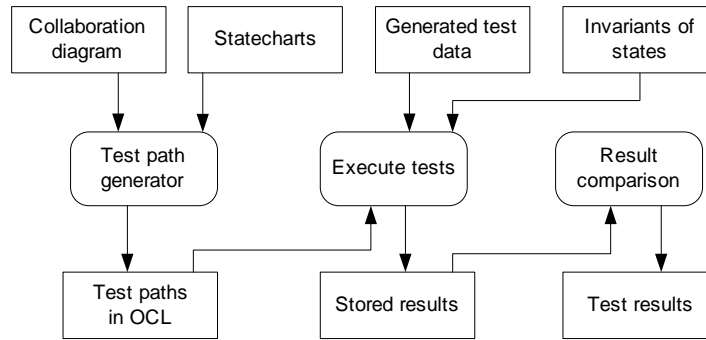 Collaboration
diagram
Statecharts
Generated test
data
Invariants of
states
Test path
generator
Execute tests
Result
comparison
Test paths
in OCL
Stored results
Test results